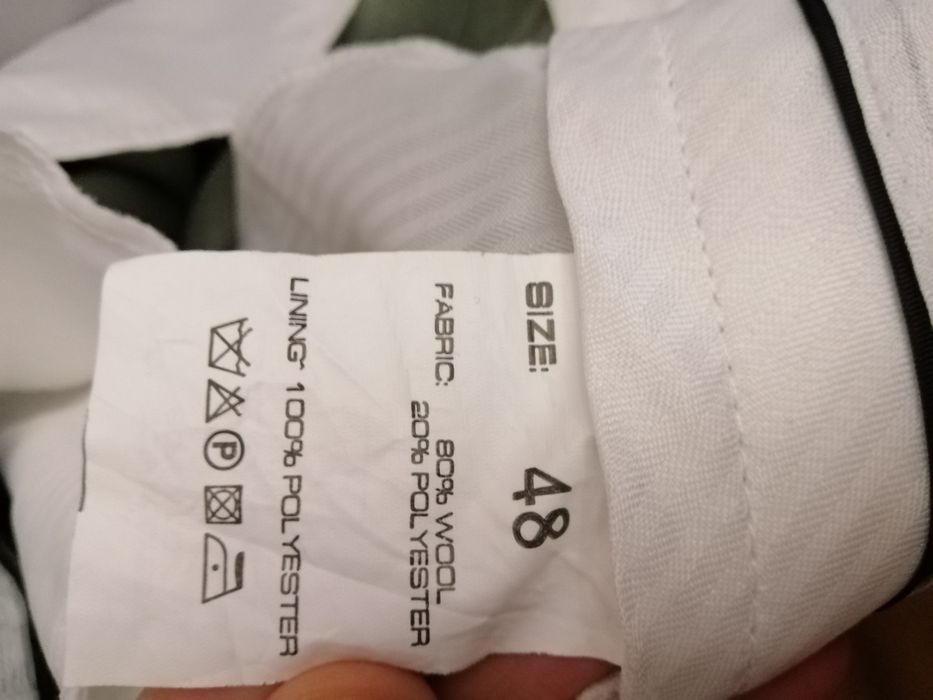 SIZE: 48
FABRIC: 80% WOOL
20% POLYESTER
LINING: 100% POLYESTER
P